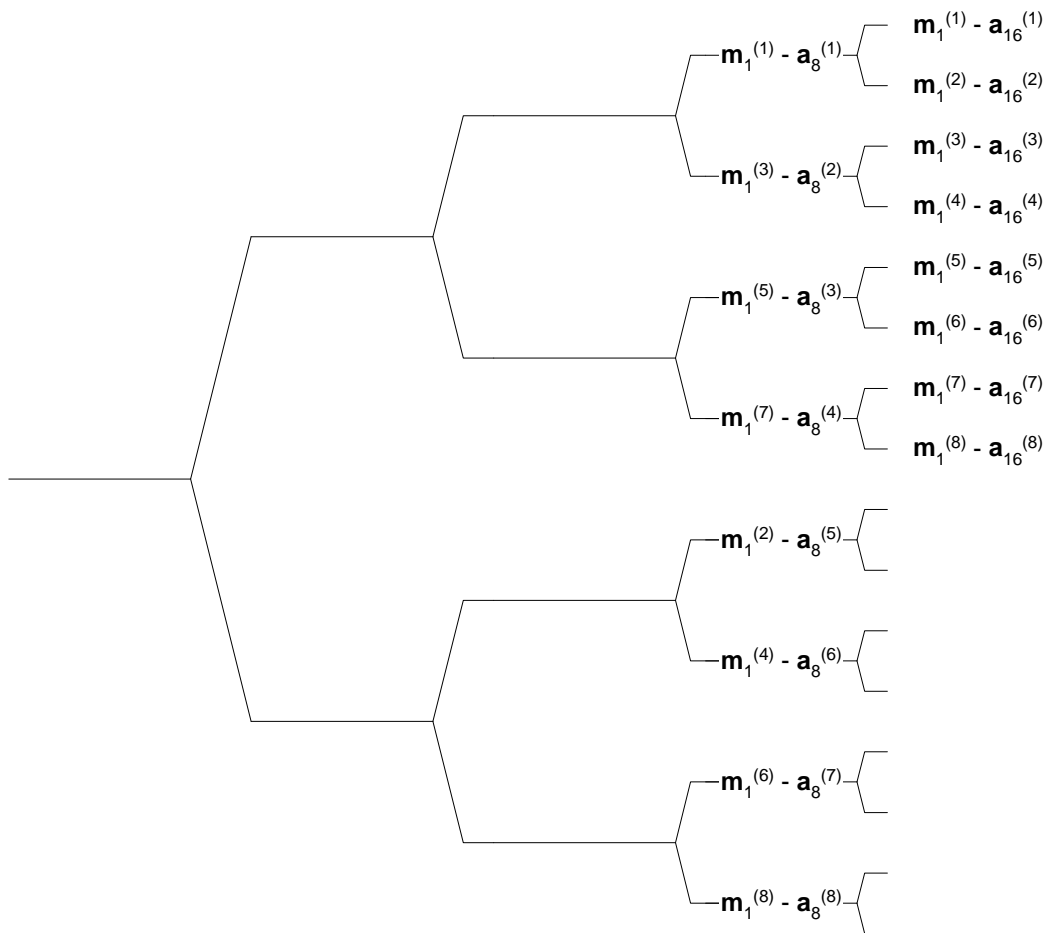 m₁⁽¹⁾ - a₁₆⁽¹⁾
m₁⁽¹⁾ - a₈⁽¹⁾
m₁⁽²⁾ - a₁₆⁽²⁾
m₁⁽³⁾ - a₁₆⁽³⁾
m₁⁽³⁾ - a₈⁽²⁾
m₁⁽⁴⁾ - a₁₆⁽⁴⁾
m₁⁽⁵⁾ - a₁₆⁽⁵⁾
m₁⁽⁵⁾ - a₈⁽³⁾
m₁⁽⁶⁾ - a₁₆⁽⁶⁾
m₁⁽⁷⁾ - a₁₆⁽⁷⁾
m₁⁽⁷⁾ - a₈⁽⁴⁾
m₁⁽⁸⁾ - a₁₆⁽⁸⁾
m₁⁽²⁾ - a₈⁽⁵⁾
m₁⁽⁴⁾ - a₈⁽⁶⁾
m₁⁽⁶⁾ - a₈⁽⁷⁾
m₁⁽⁸⁾ - a₈⁽⁸⁾